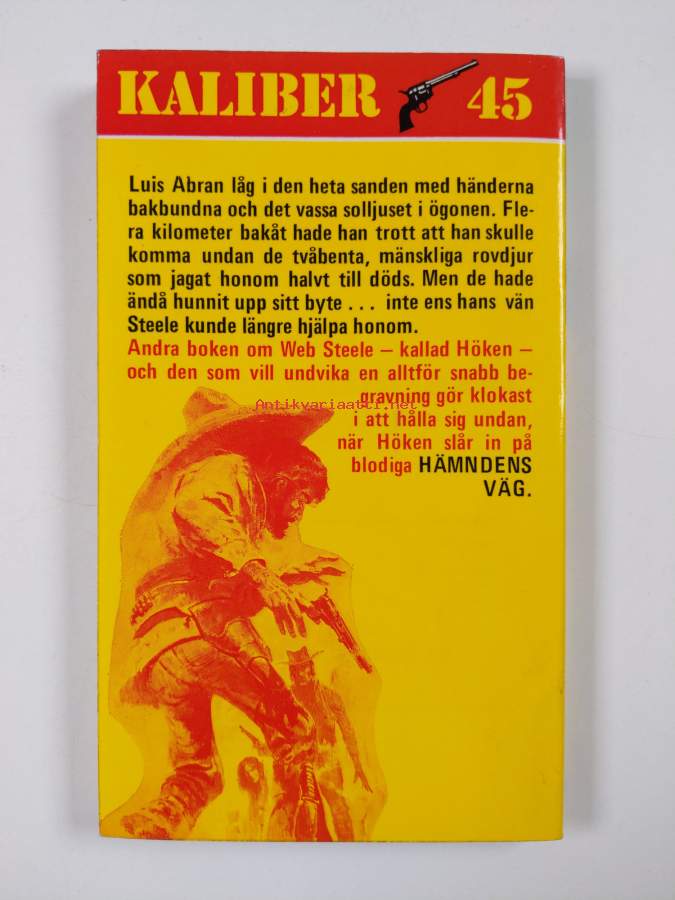 KALIBER 45
Luis Abran låg i den heta sanden med händerna
bakbundna och det vassa solljuset i ögonen. Fle-
ra kilometer bakåt hade han trott att han skulle
komma undan de tvåbenta, mänskliga rovdjur
som jagat honom halvt till döds. Men de hade
ändå hunnit upp sitt byte ... inte ens hans vän
Steele kunde längre hjälpa honom.
Andra boken om Web Steele – kallad Höken –
och den som vill undvika en alltför snabb be-
gravning gör klokast
Antikvariaatti.net
i att hålla sig undan,
när Höken slår in på
blodiga HÄMNDENS
VÄG.